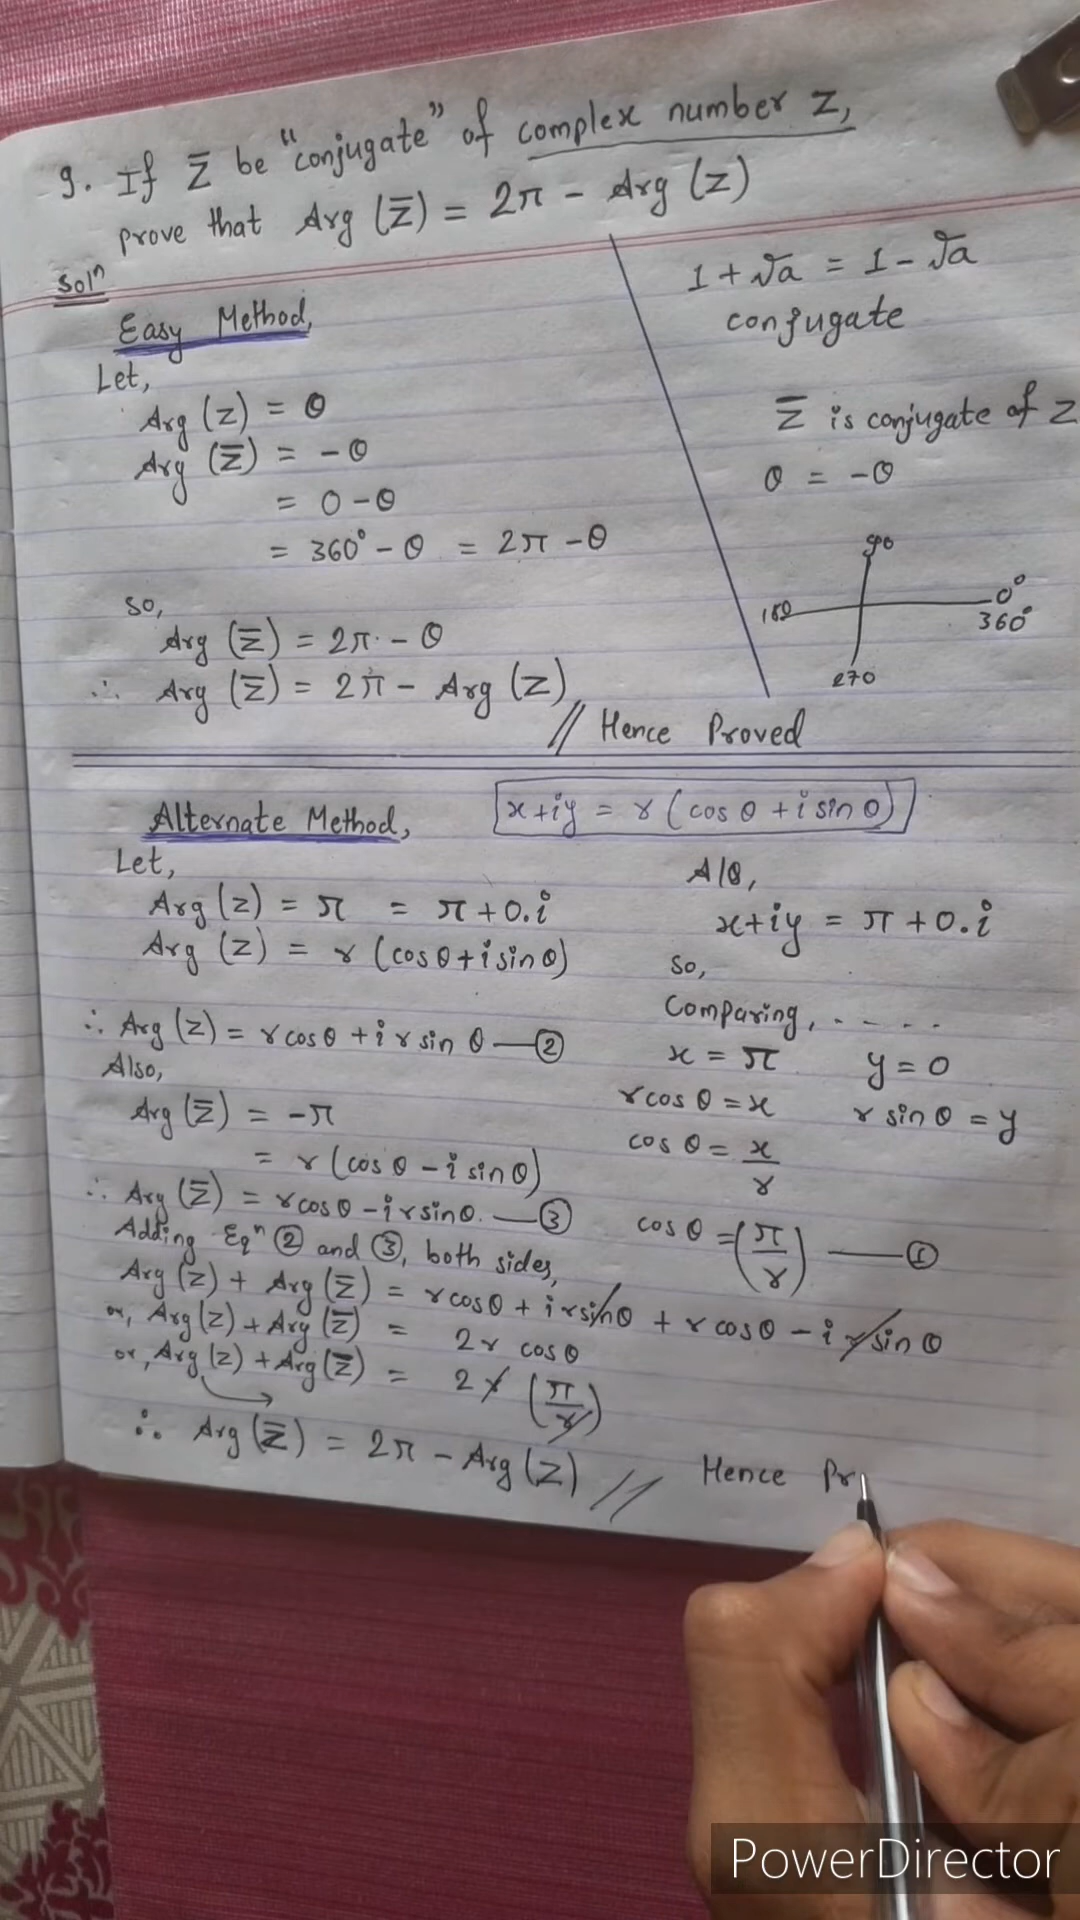 9. If z̅ be "conjugate" of complex number z,
prove that Arg (z̅) = 2π - Arg (z)
Solⁿ
Easy Method,
Let,
Arg (z) = θ
Arg (z̅) = -θ
= 0 - θ
= 360° - θ = 2π - θ
so,
Arg (z̅) = 2π - θ
∴ Arg (z̅) = 2π - Arg (z)
// Hence Proved
1 + √a = 1 - √a
conjugate
z̅ is conjugate of z
θ = -θ
90
180
0°
360°
270
Alternate Method,
x+iy = r (cos θ + i sin θ)
Let,
Arg (z) = π = π + 0.i
Arg (z) = r (cos θ + i sin θ)
∴ Arg (z) = r cos θ + i r sin θ — ②
Also,
Arg (z̅) = -π
= r (cos θ - i sin θ)
∴ Arg (z̅) = r cos θ - i r sin θ. — ③
A/Q,
x+iy = π + 0.i
So,
Comparing, - - - -
x = π y = 0
r cos θ = x r sin θ = y
cos θ = x/r
cos θ = (π/r) — ①
Adding Eqⁿ ② and ③, both sides,
Arg (z) + Arg (z̅) = r cos θ + i r sin θ + r cos θ - i r sin θ
or, Arg (z) + Arg (z̅) = 2r cos θ
or, Arg (z) + Arg (z̅) = 2r (π/r)
∴ Arg (z̅) = 2π - Arg (z) // Hence Pr
PowerDirector